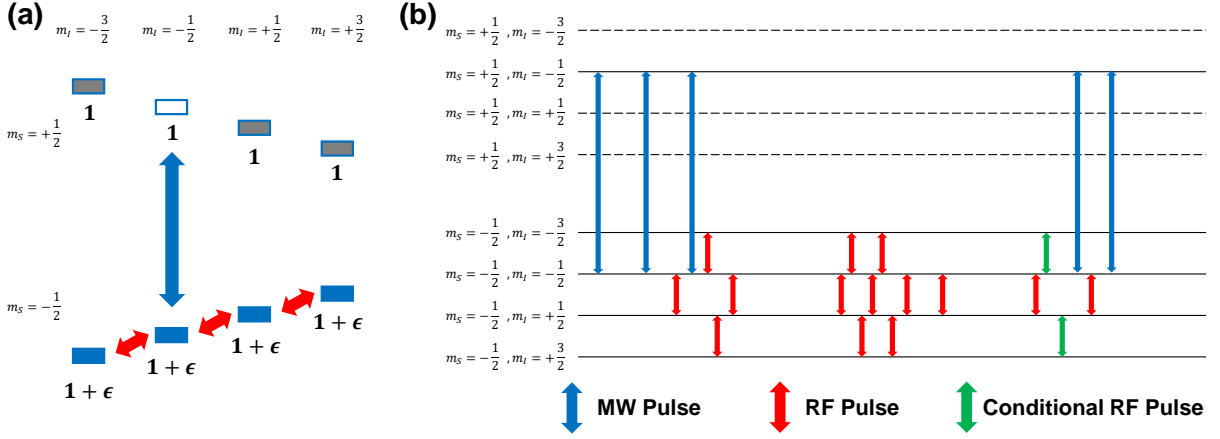 (a)
m_I = −3/2 m_I = −1/2 m_I = +1/2 m_I = +3/2
m_S = +1/2
1
1
1
1
m_S = −1/2
1 + ϵ
1 + ϵ
1 + ϵ
1 + ϵ
(b)
m_S = +1/2 , m_I = −3/2
m_S = +1/2 , m_I = −1/2
m_S = +1/2 , m_I = +1/2
m_S = +1/2 , m_I = +3/2
m_S = −1/2 , m_I = −3/2
m_S = −1/2 , m_I = −1/2
m_S = −1/2 , m_I = +1/2
m_S = −1/2 , m_I = +3/2
MW Pulse RF Pulse Conditional RF Pulse